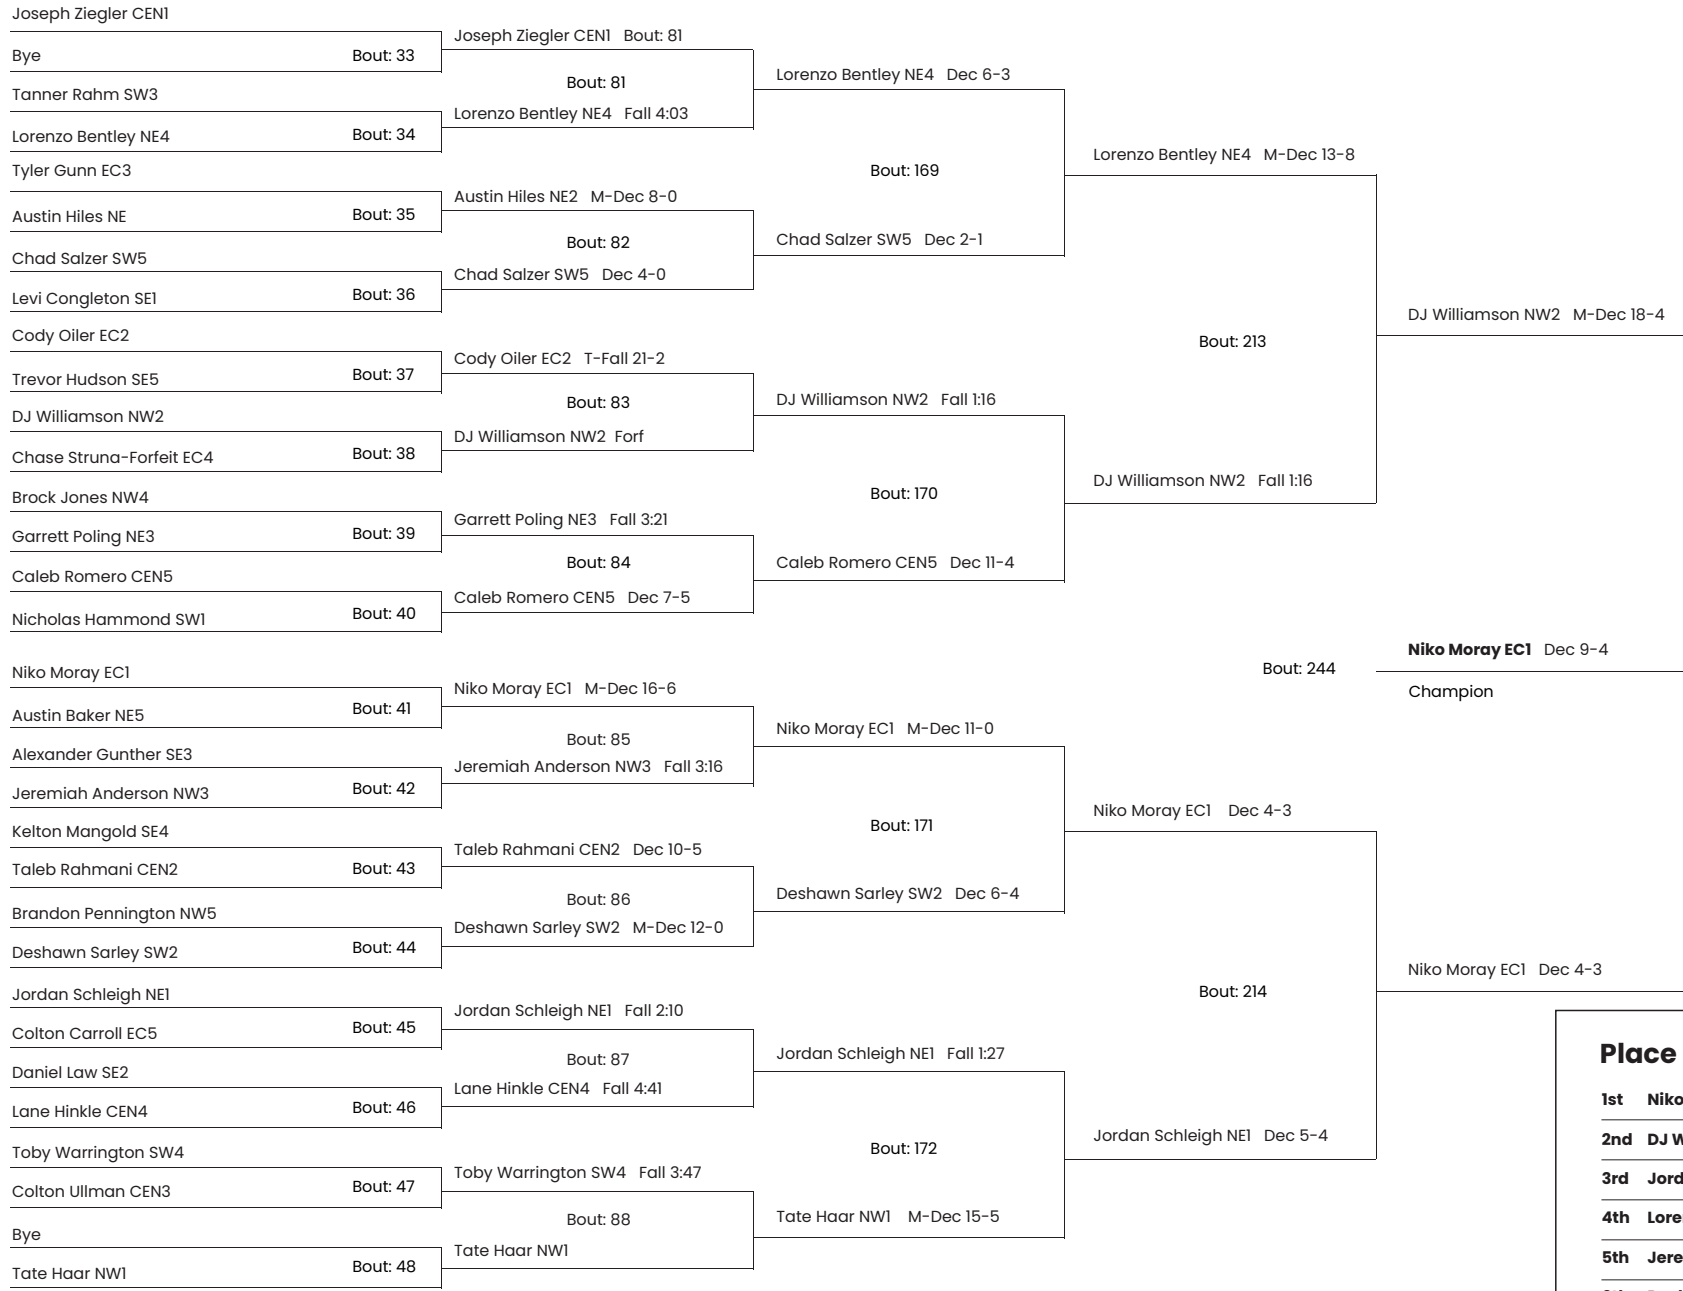 Joseph Ziegler CEN1
Bye
Bout: 33
Tanner Rahm SW3
Lorenzo Bentley NE4
Bout: 34
Tyler Gunn EC3
Austin Hiles NE
Bout: 35
Chad Salzer SW5
Levi Congleton SE1
Bout: 36
Cody Oiler EC2
Trevor Hudson SE5
Bout: 37
DJ Williamson NW2
Chase Struna-Forfeit EC4
Bout: 38
Brock Jones NW4
Garrett Poling NE3
Bout: 39
Caleb Romero CEN5
Nicholas Hammond SW1
Bout: 40
Niko Moray EC1
Austin Baker NE5
Bout: 41
Alexander Gunther SE3
Jeremiah Anderson NW3
Bout: 42
Kelton Mangold SE4
Taleb Rahmani CEN2
Bout: 43
Brandon Pennington NW5
Deshawn Sarley SW2
Bout: 44
Jordan Schleigh NE1
Colton Carroll EC5
Bout: 45
Daniel Law SE2
Lane Hinkle CEN4
Bout: 46
Toby Warrington SW4
Colton Ullman CEN3
Bout: 47
Bye
Tate Haar NW1
Bout: 48
Joseph Ziegler CEN1 Bout: 81
Bout: 81
Lorenzo Bentley NE4 Fall 4:03
Austin Hiles NE2 M-Dec 8-0
Bout: 82
Chad Salzer SW5 Dec 4-0
Cody Oiler EC2 T-Fall 21-2
Bout: 83
DJ Williamson NW2 Forf
Garrett Poling NE3 Fall 3:21
Bout: 84
Caleb Romero CEN5 Dec 7-5
Niko Moray EC1 M-Dec 16-6
Bout: 85
Jeremiah Anderson NW3 Fall 3:16
Taleb Rahmani CEN2 Dec 10-5
Bout: 86
Deshawn Sarley SW2 M-Dec 12-0
Jordan Schleigh NE1 Fall 2:10
Bout: 87
Lane Hinkle CEN4 Fall 4:41
Toby Warrington SW4 Fall 3:47
Bout: 88
Tate Haar NW1
Lorenzo Bentley NE4 Dec 6-3
Bout: 169
Chad Salzer SW5 Dec 2-1
DJ Williamson NW2 Fall 1:16
Bout: 170
Caleb Romero CEN5 Dec 11-4
Niko Moray EC1 M-Dec 11-0
Bout: 171
Deshawn Sarley SW2 Dec 6-4
Jordan Schleigh NE1 Fall 1:27
Bout: 172
Tate Haar NW1 M-Dec 15-5
Lorenzo Bentley NE4 M-Dec 13-8
Bout: 213
DJ Williamson NW2 Fall 1:16
Niko Moray EC1 Dec 4-3
Bout: 214
Jordan Schleigh NE1 Dec 5-4
DJ Williamson NW2 M-Dec 18-4
Bout: 244
Niko Moray EC1 Dec 9-4
Champion
Niko Moray EC1 Dec 4-3
Place
1st Niko
2nd DJ W
3rd Jord
4th Lore
5th Jere